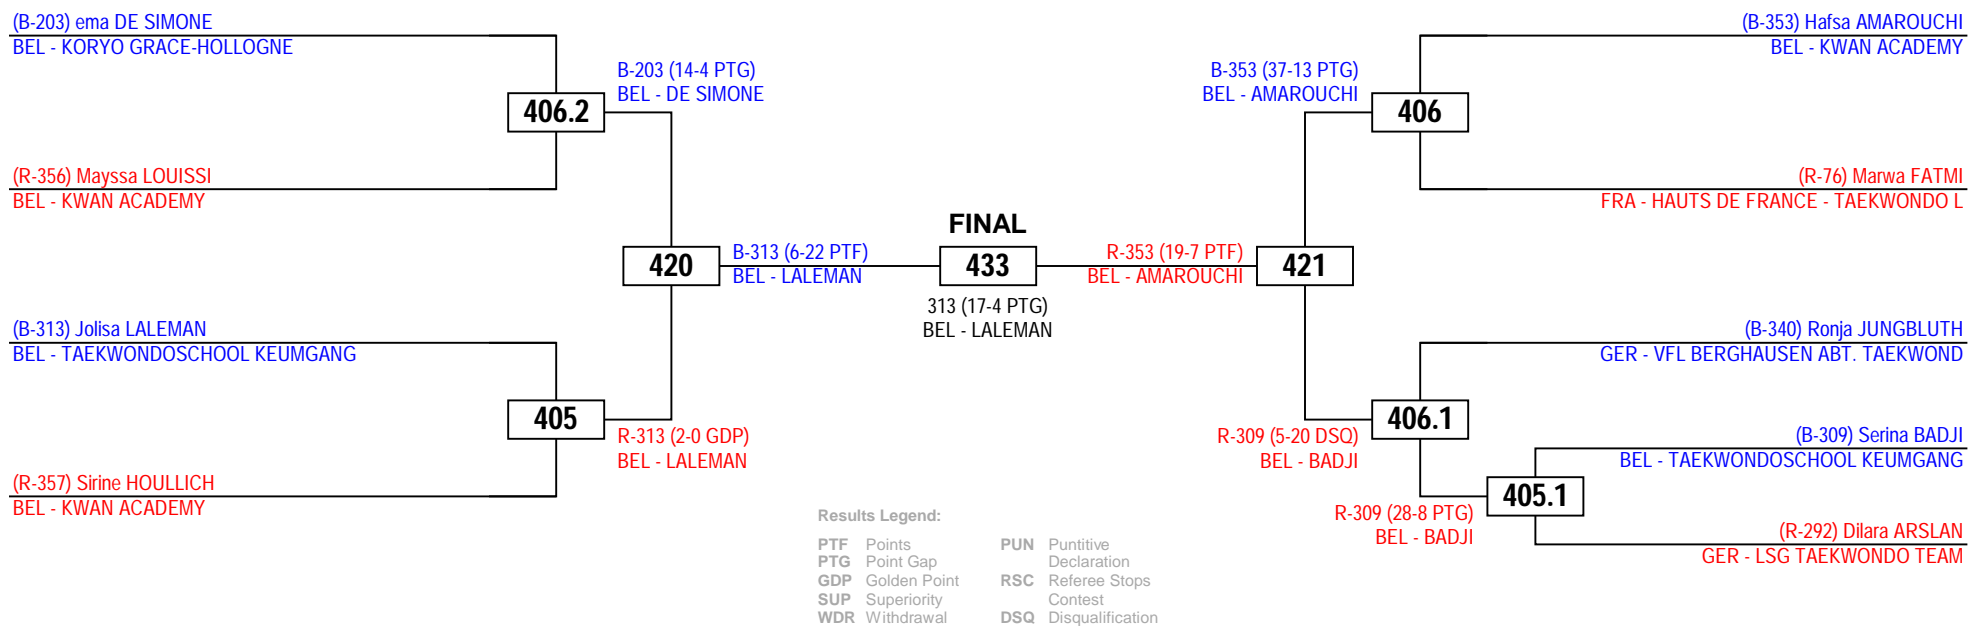 (B-203) ema DE SIMONE
BEL - KORYO GRACE-HOLLOGNE
B-203 (14-4 PTG)
BEL - DE SIMONE
406.2
(R-356) Mayssa LOUISSI
BEL - KWAN ACADEMY
420
B-313 (6-22 PTF)
BEL - LALEMAN
(B-313) Jolisa LALEMAN
BEL - TAEKWONDOSCHOOL KEUMGANG
405
R-313 (2-0 GDP)
BEL - LALEMAN
(R-357) Sirine HOULLICH
BEL - KWAN ACADEMY
FINAL
433
313 (17-4 PTG)
BEL - LALEMAN
(B-353) Hafsa AMAROUCHI
BEL - KWAN ACADEMY
B-353 (37-13 PTG)
BEL - AMAROUCHI
406
(R-76) Marwa FATMI
FRA - HAUTS DE FRANCE - TAEKWONDO L
R-353 (19-7 PTF)
BEL - AMAROUCHI
421
(B-340) Ronja JUNGBLUTH
GER - VFL BERGHAUSEN ABT. TAEKWOND
406.1
R-309 (5-20 DSQ)
BEL - BADJI
(B-309) Serina BADJI
BEL - TAEKWONDOSCHOOL KEUMGANG
405.1
R-309 (28-8 PTG)
BEL - BADJI
(R-292) Dilara ARSLAN
GER - LSG TAEKWONDO TEAM
Results Legend:
PTF Points
PTG Point Gap
GDP Golden Point
SUP Superiority
WDR Withdrawal
PUN Puntitive
Declaration
RSC Referee Stops
Contest
DSQ Disqualification